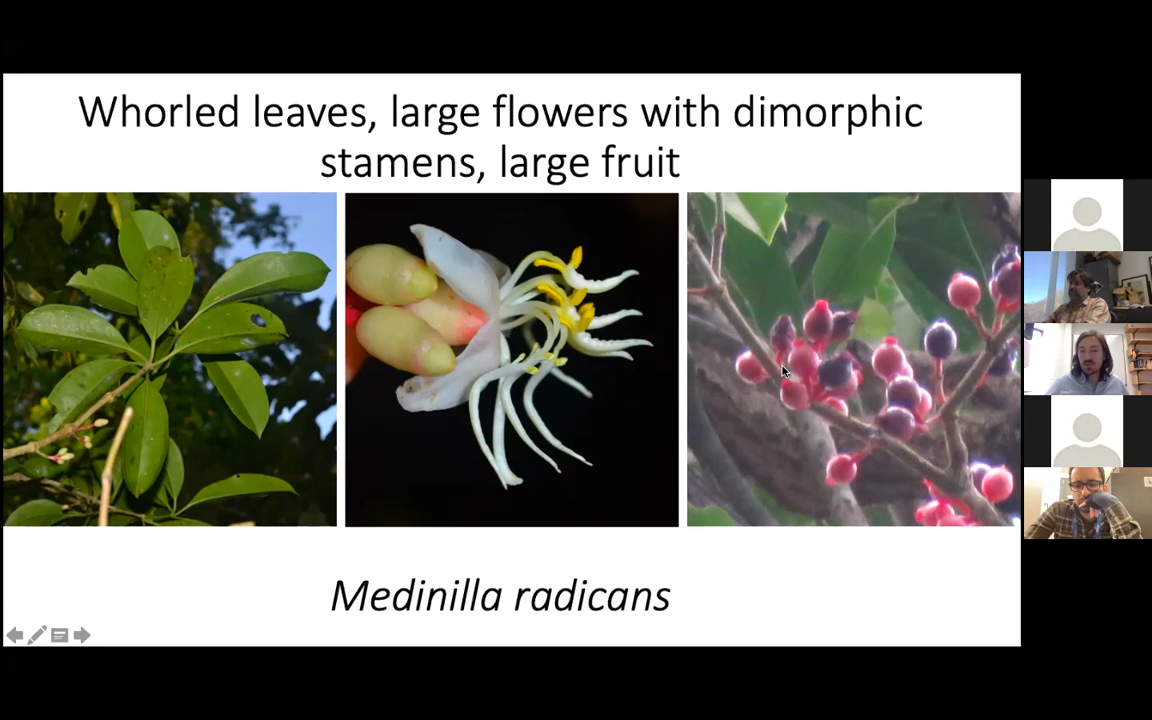 Whorled leaves, large flowers with dimorphic
stamens, large fruit
Medinilla radicans